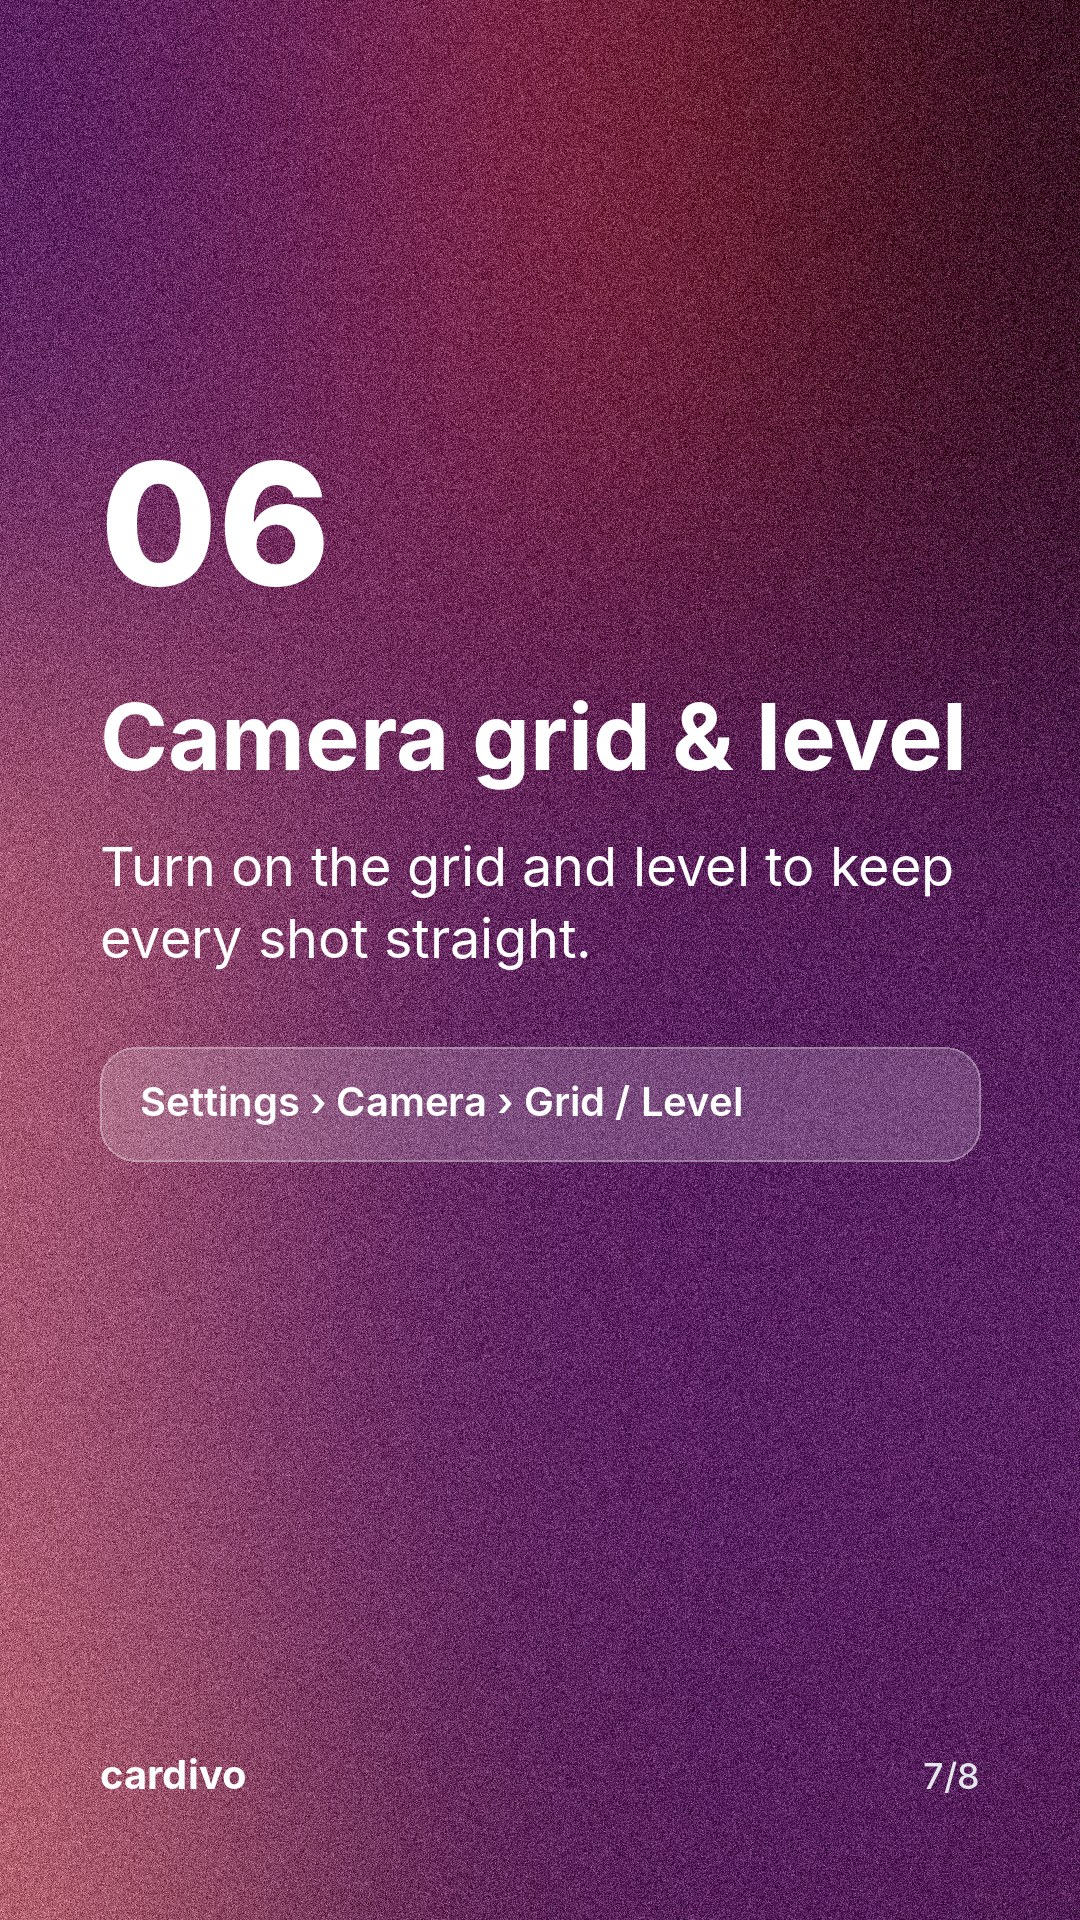 06
Camera grid & level
Turn on the grid and level to keep
every shot straight.
Settings › Camera › Grid / Level
cardivo
7/8